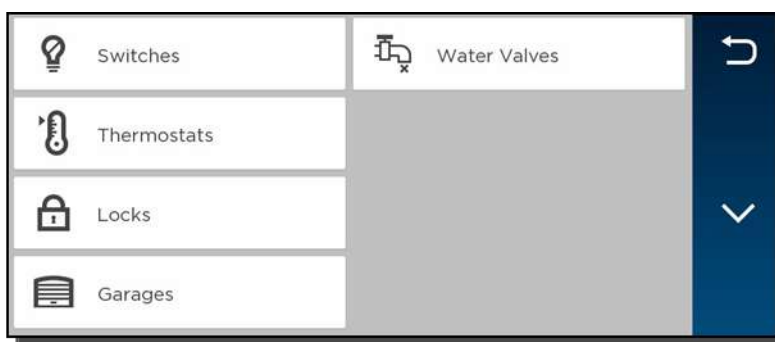 Switches
Water Valves
Thermostats
Locks
Garages